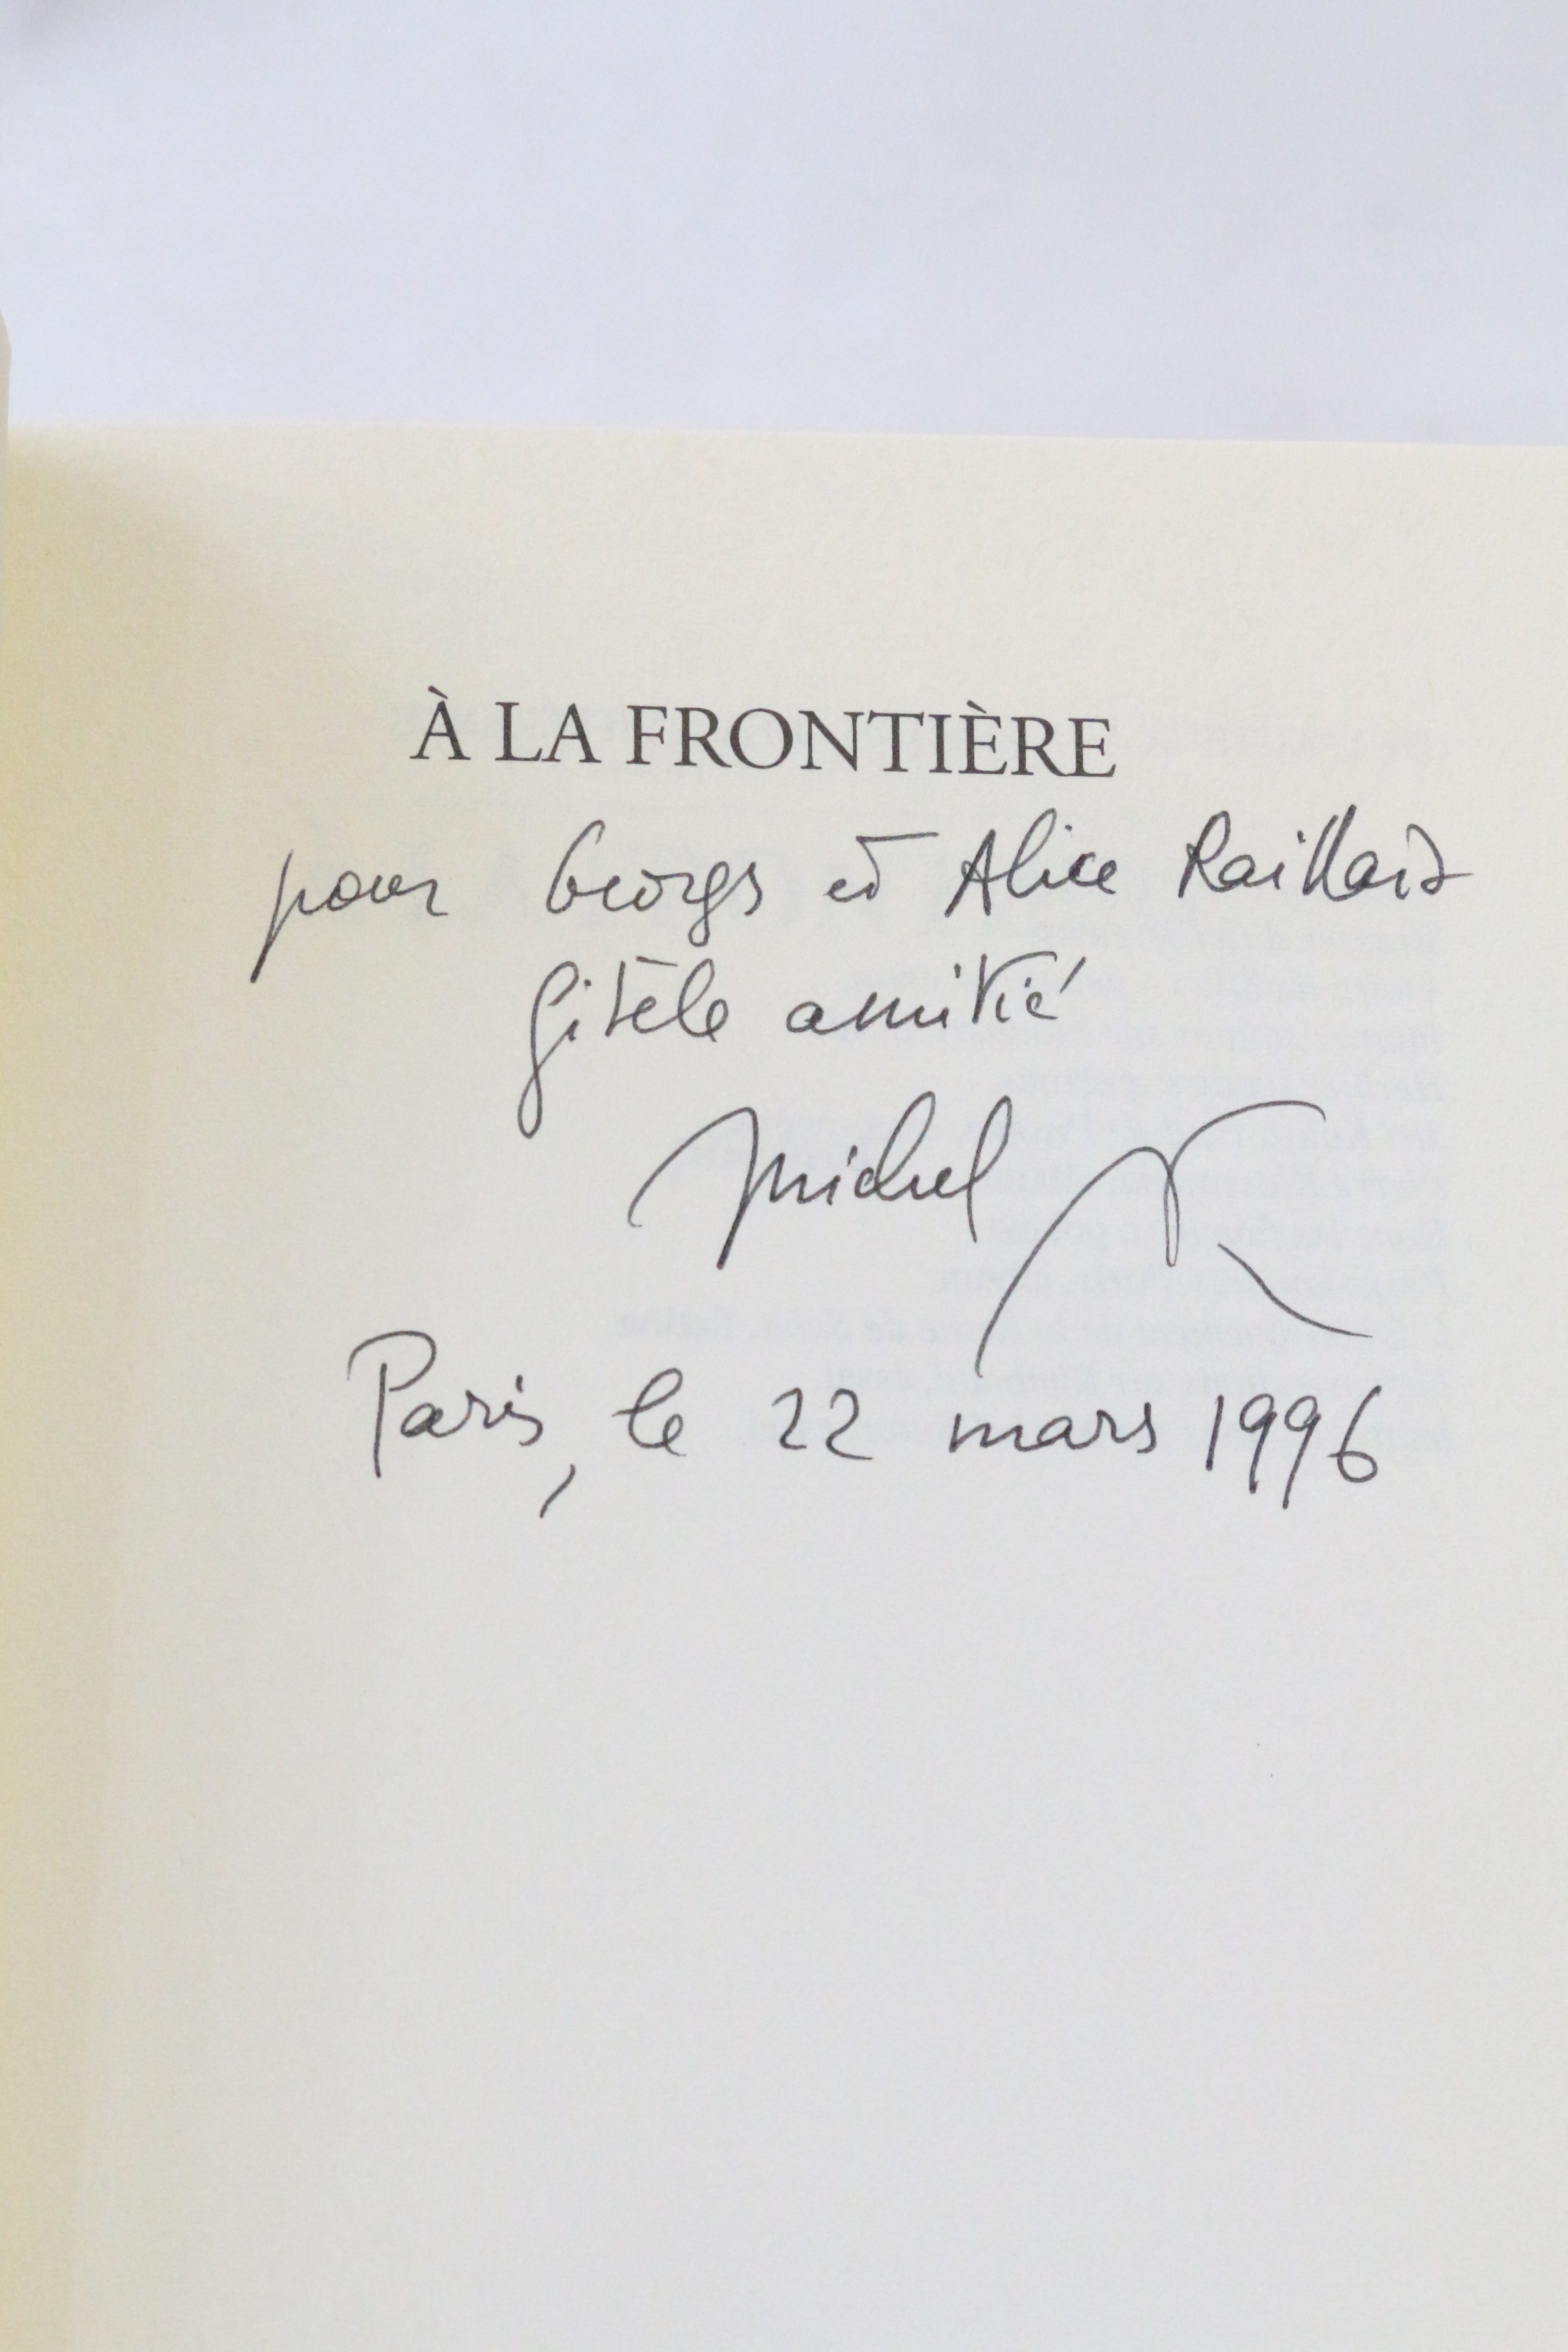 À LA FRONTIÈRE
pour Georges et Alice Raillard
fidèle amitié
Michel
Paris, le 22 mars 1996